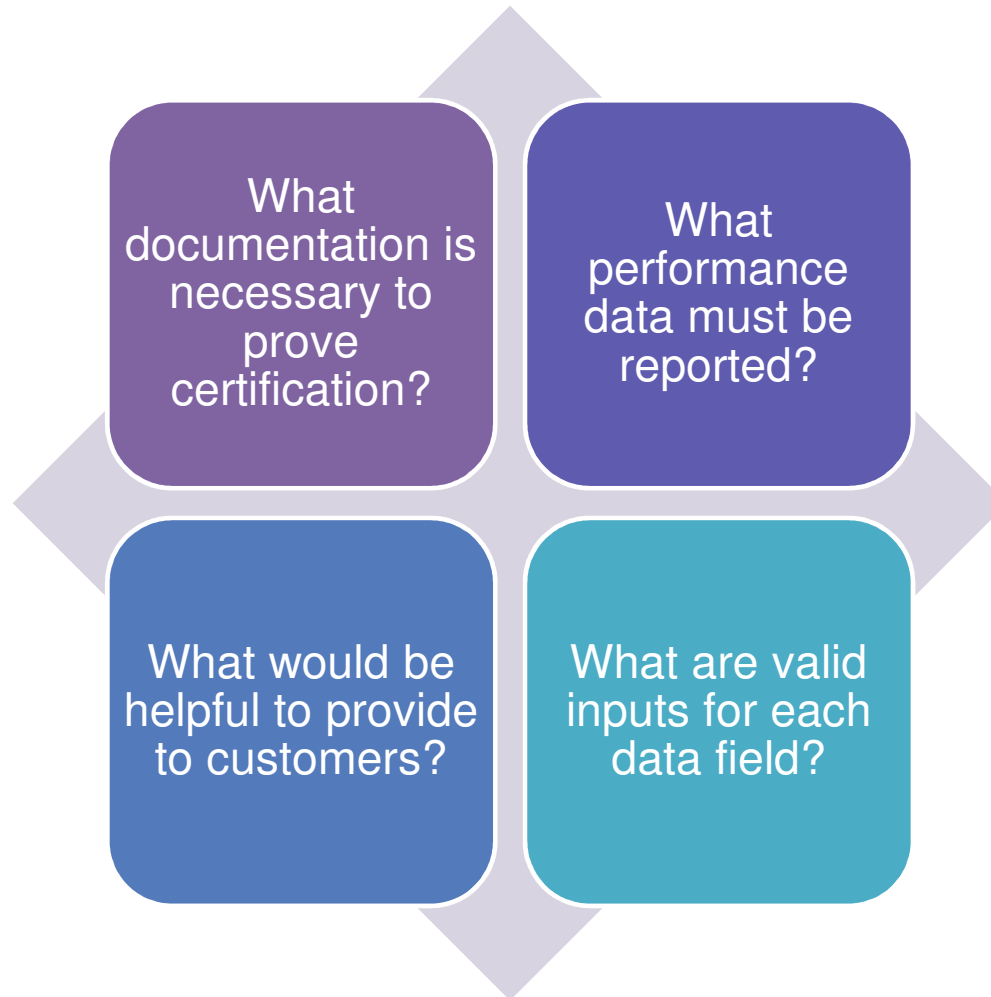 What
documentation is
necessary to
prove
certification?
What
performance
data must be
reported?
What would be
helpful to provide
to customers?
What are valid
inputs for each
data field?